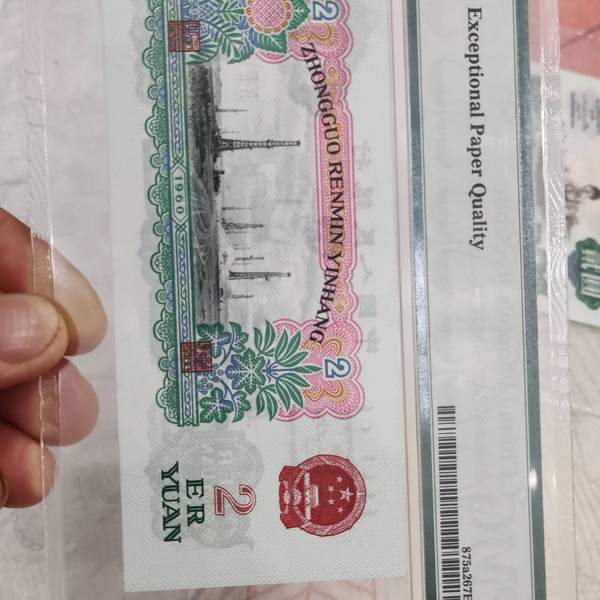 Exceptional Paper Quality
ZHONGGUO RENMIN YINHANG
2
2
1960
2
ER
YUAN
875a267E